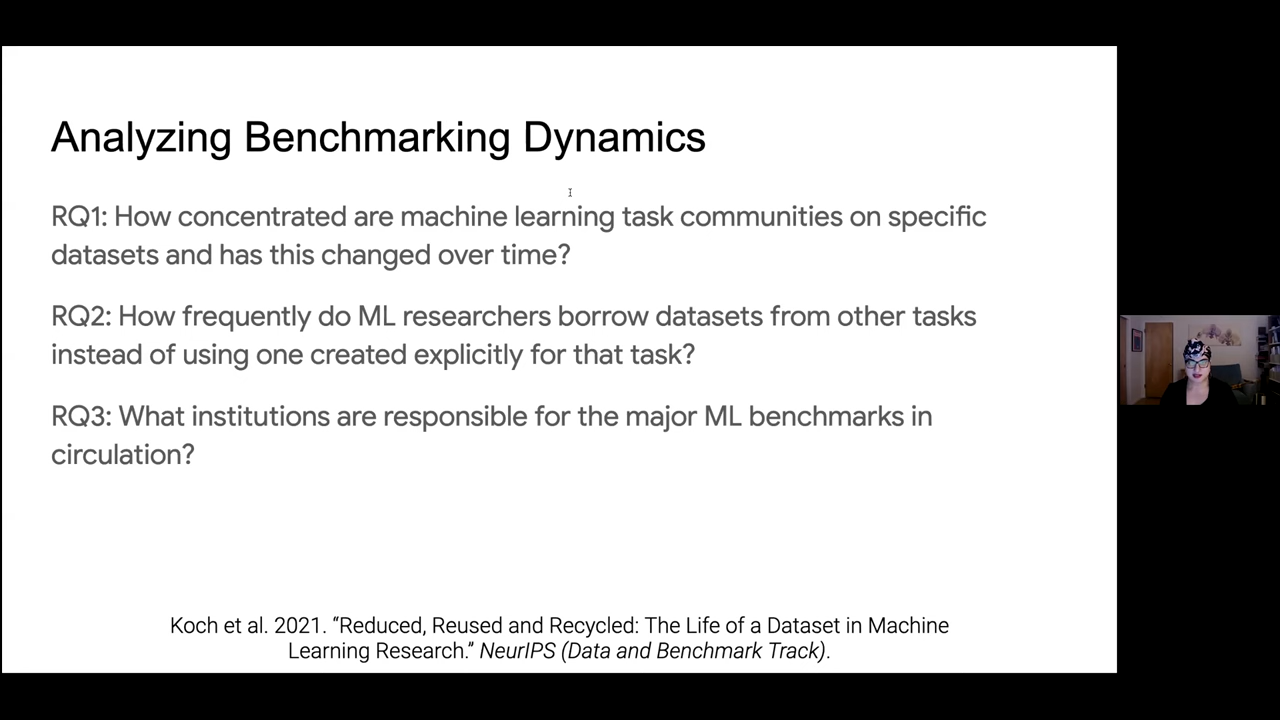 Analyzing Benchmarking Dynamics
RQ1: How concentrated are machine learning task communities on specific
datasets and has this changed over time?
RQ2: How frequently do ML researchers borrow datasets from other tasks
instead of using one created explicitly for that task?
RQ3: What institutions are responsible for the major ML benchmarks in
circulation?
Koch et al. 2021. “Reduced, Reused and Recycled: The Life of a Dataset in Machine
Learning Research.” NeurIPS (Data and Benchmark Track).